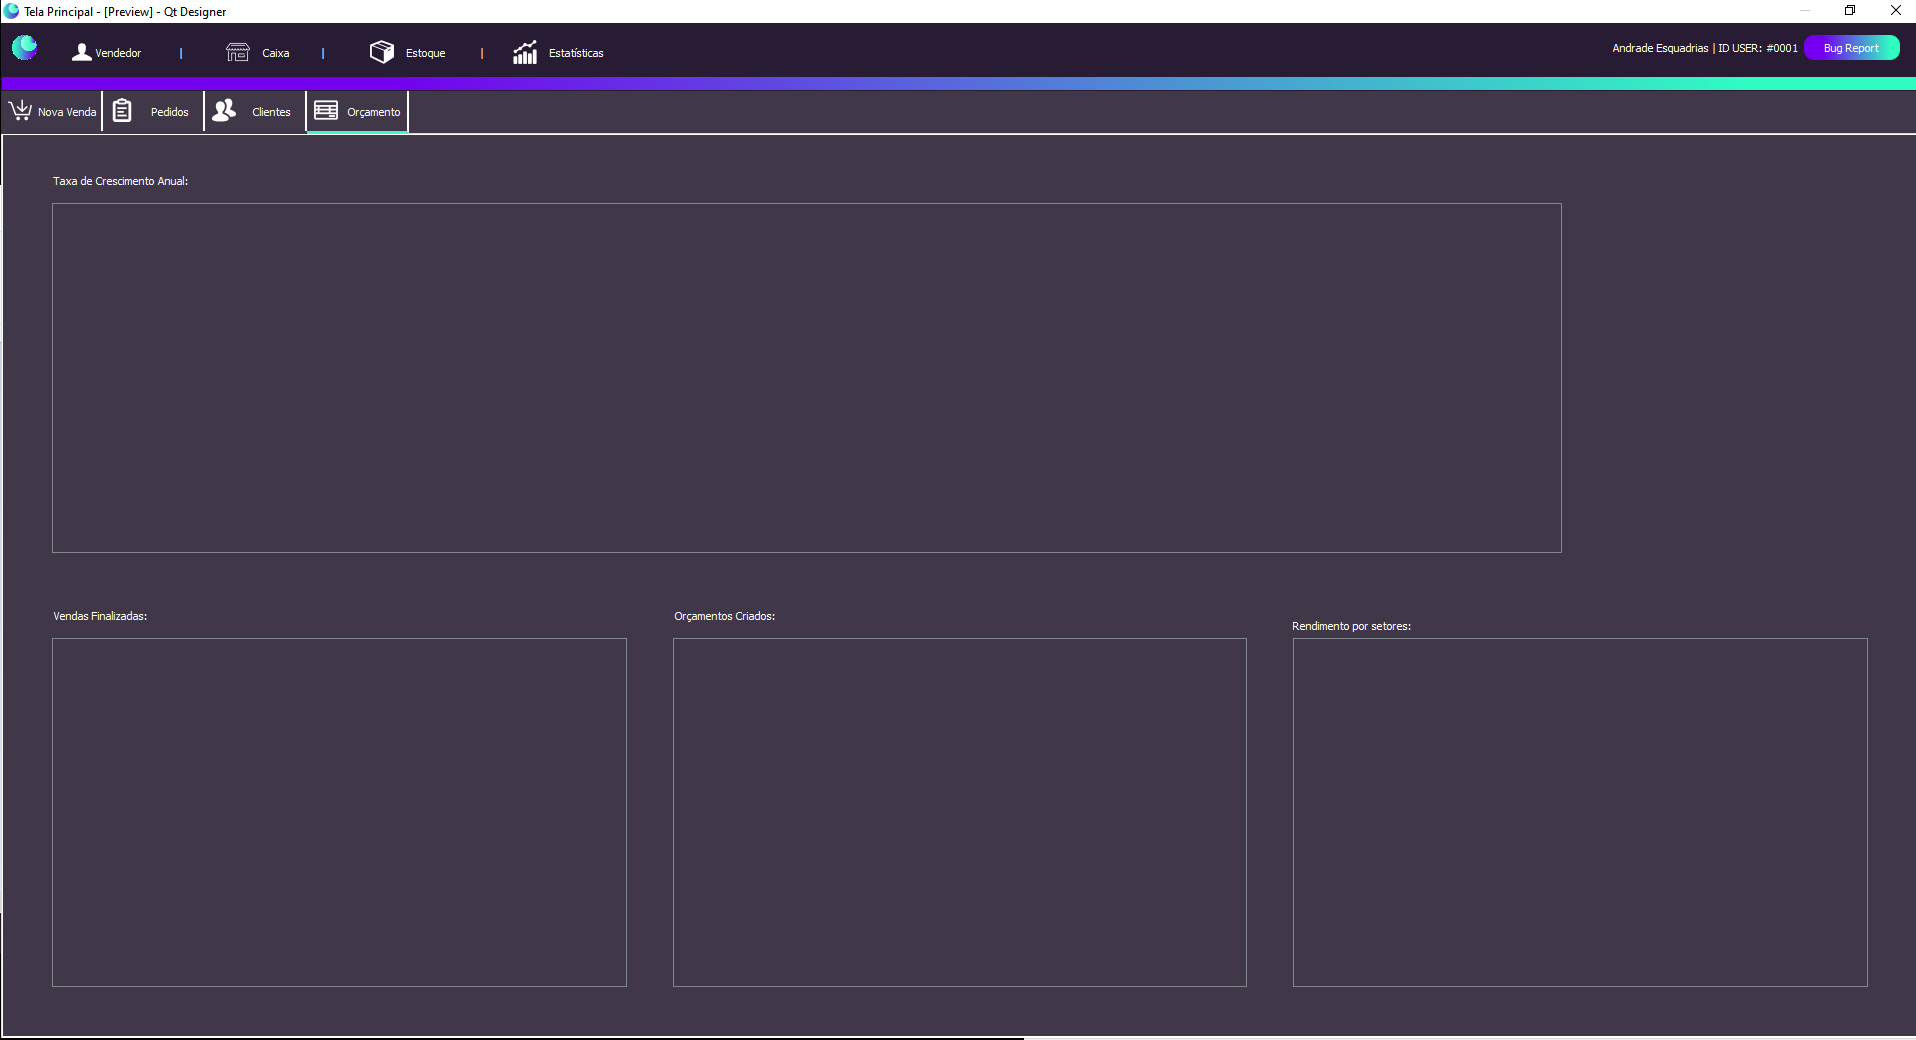 Tela Principal - [Preview] - Qt Designer
Vendedor | Caixa | Estoque | Estatísticas
Andrade Esquadrias | ID USER: #0001 Bug Report
Nova Venda Pedidos Clientes Orçamento
Taxa de Crescimento Anual:
Vendas Finalizadas:
Orçamentos Criados:
Rendimento por setores: